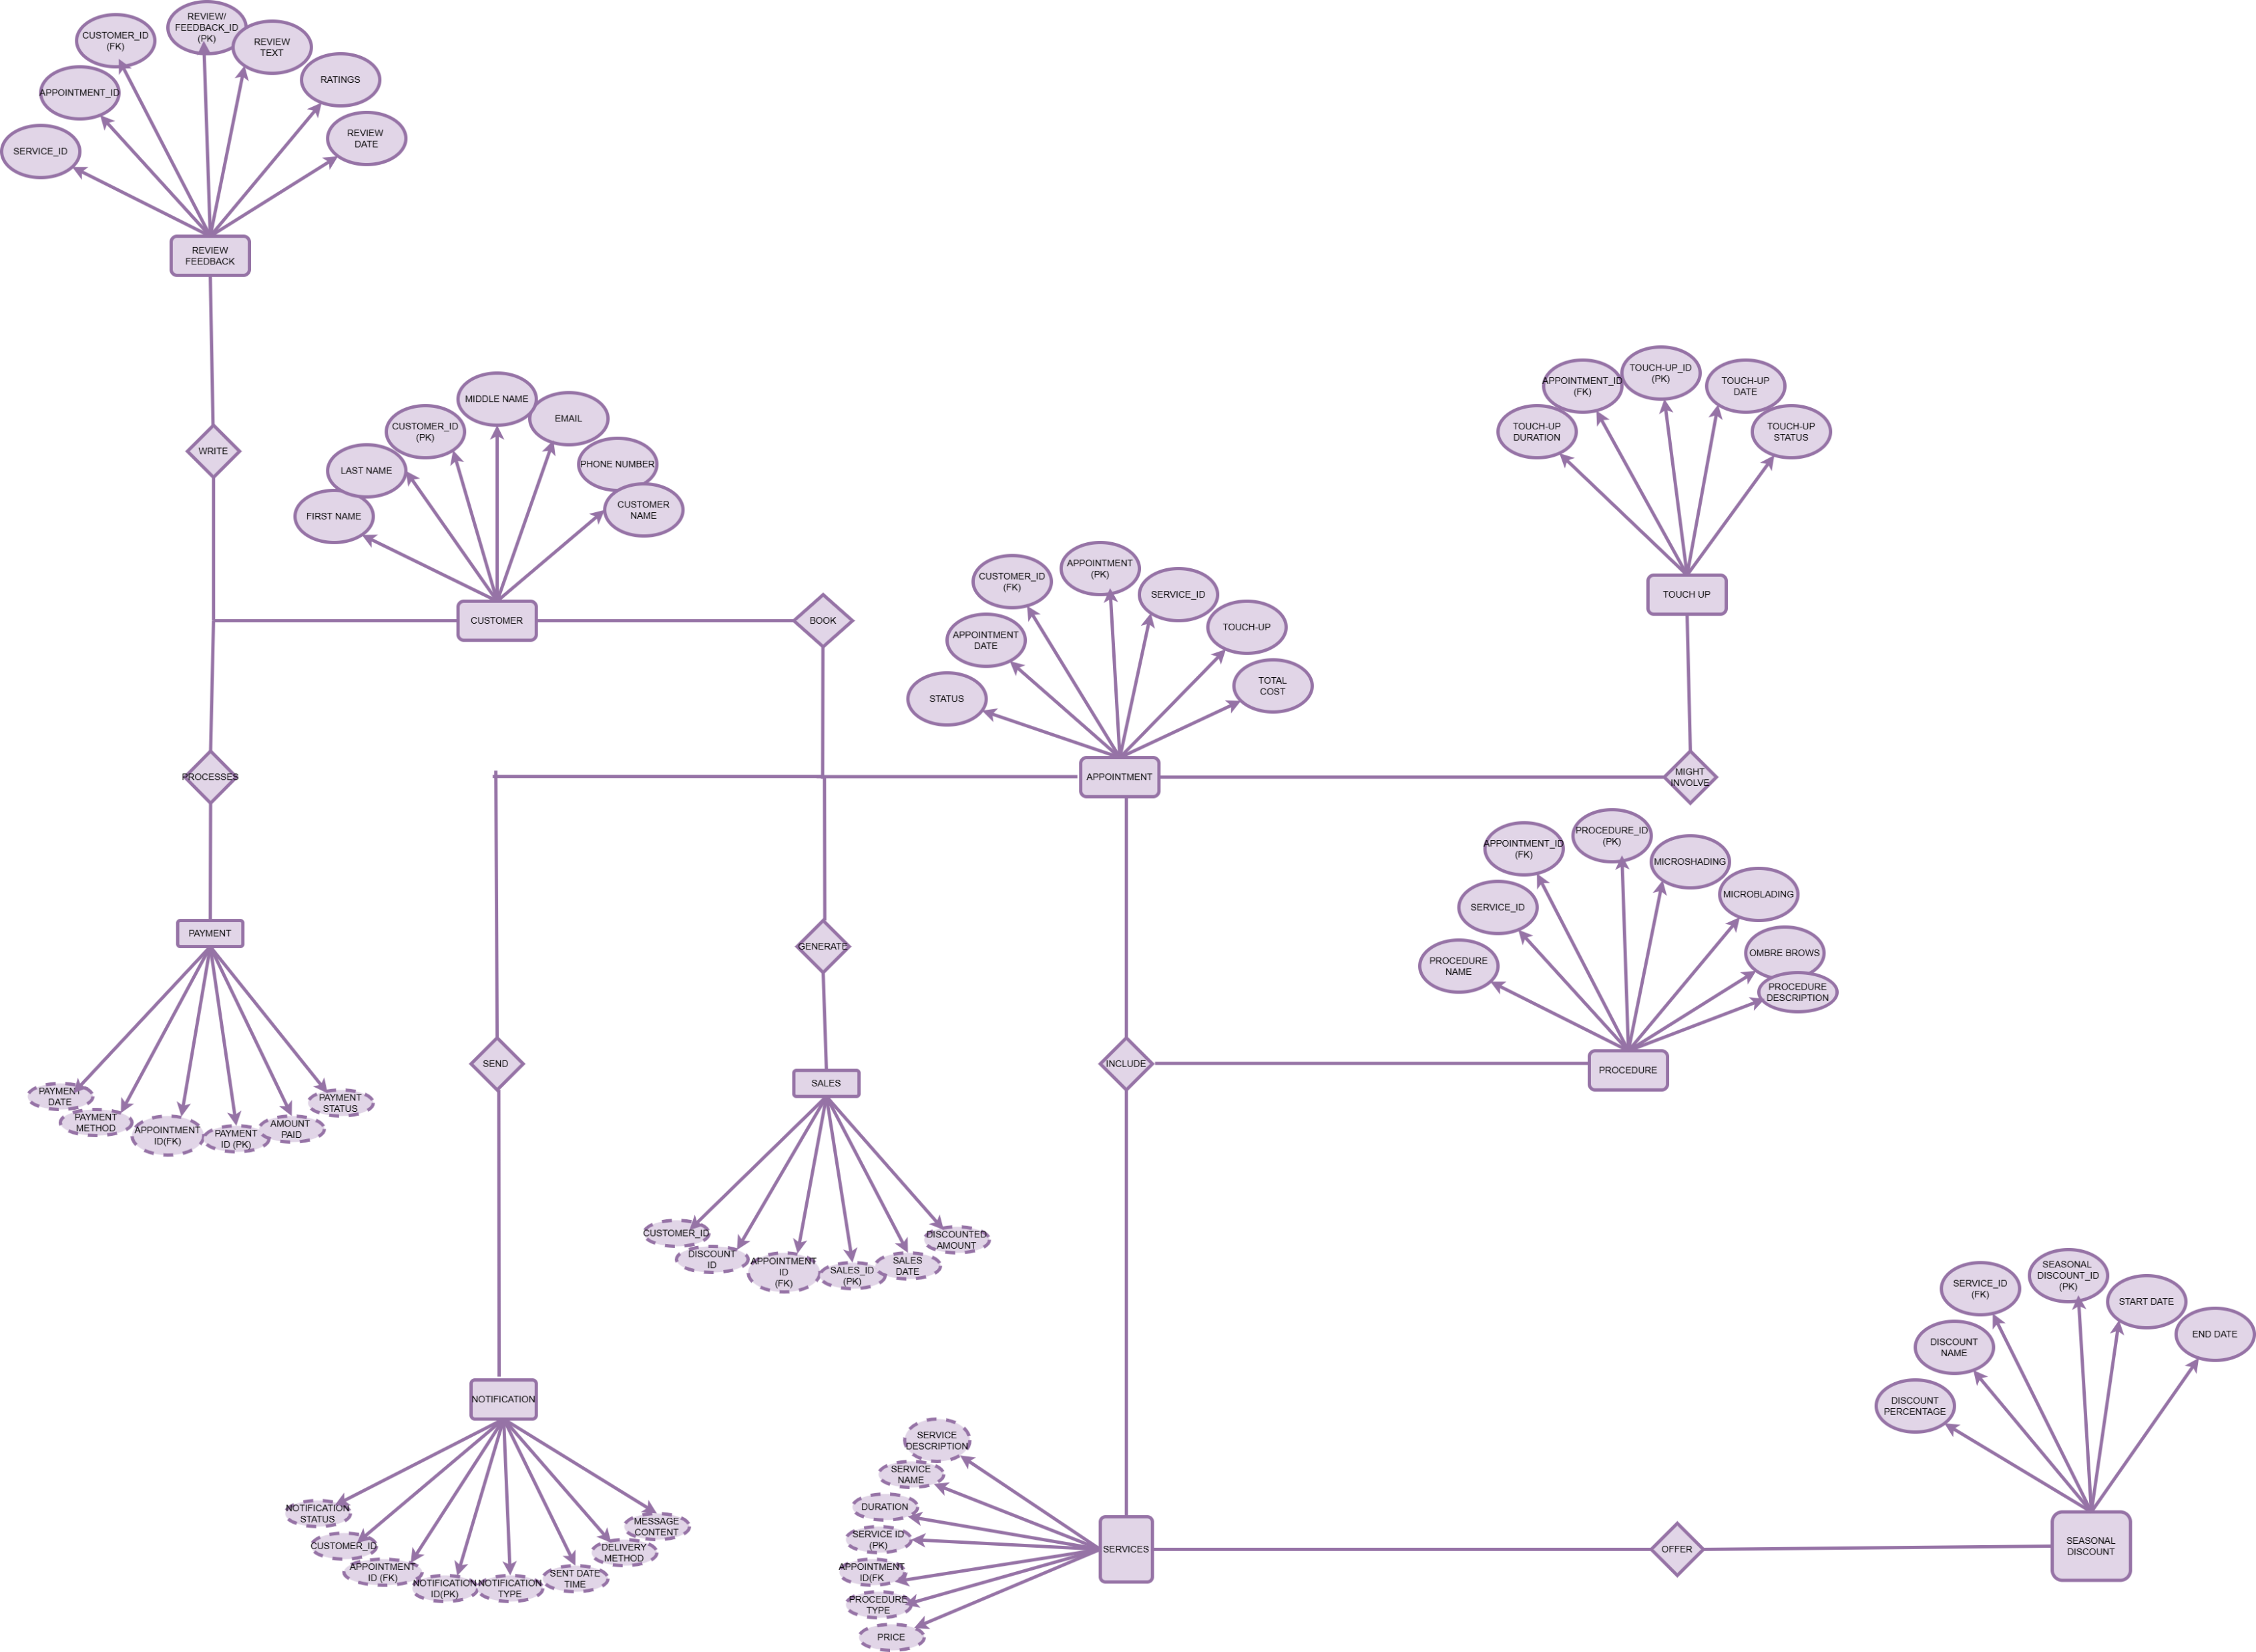 REVIEW/
FEEDBACK_ID
(PK)
CUSTOMER_ID
(FK)
REVIEW
TEXT
RATINGS
APPOINTMENT_ID
REVIEW
DATE
SERVICE_ID
REVIEW
FEEDBACK
WRITE
MIDDLE NAME
EMAIL
CUSTOMER_ID
(PK)
PHONE NUMBER
LAST NAME
CUSTOMER
NAME
FIRST NAME
CUSTOMER
BOOK
TOUCH-UP_ID
(PK)
APPOINTMENT_ID
(FK)
TOUCH-UP
DATE
TOUCH-UP
DURATION
TOUCH-UP
STATUS
TOUCH UP
APPOINTMENT
(PK)
CUSTOMER_ID
(FK)
SERVICE_ID
TOUCH-UP
APPOINTMENT
DATE
TOTAL
COST
STATUS
APPOINTMENT
MIGHT
INVOLVE
PROCESSES
PROCEDURE_ID
(PK)
APPOINTMENT_ID
(FK)
MICROSHADING
MICROBLADING
SERVICE_ID
OMBRE BROWS
PROCEDURE
NAME
PROCEDURE
DESCRIPTION
PROCEDURE
PAYMENT
GENERATE
SEND
INCLUDE
SALES
PAYMENT
DATE
PAYMENT
METHOD
APPOINTMENT
ID(FK)
PAYMENT
ID (PK)
AMOUNT
PAID
PAYMENT
STATUS
CUSTOMER_ID
DISCOUNT
ID
APPOINTMENT
ID
(FK)
SALES_ID
(PK)
SALES
DATE
DISCOUNTED
AMOUNT
SEASONAL
DISCOUNT_ID
(PK)
SERVICE_ID
(FK)
START DATE
END DATE
DISCOUNT
NAME
DISCOUNT
PERCENTAGE
NOTIFICATION
NOTIFICATION
STATUS
CUSTOMER_ID
APPOINTMENT
ID (FK)
NOTIFICATION
ID(PK)
NOTIFICATION
TYPE
SENT DATE
TIME
DELIVERY
METHOD
MESSAGE
CONTENT
SERVICE
DESCRIPTION
SERVICE
NAME
DURATION
SERVICE ID
(PK)
APPOINTMENT
ID(FK
PROCEDURE
TYPE
PRICE
SERVICES
OFFER
SEASONAL
DISCOUNT